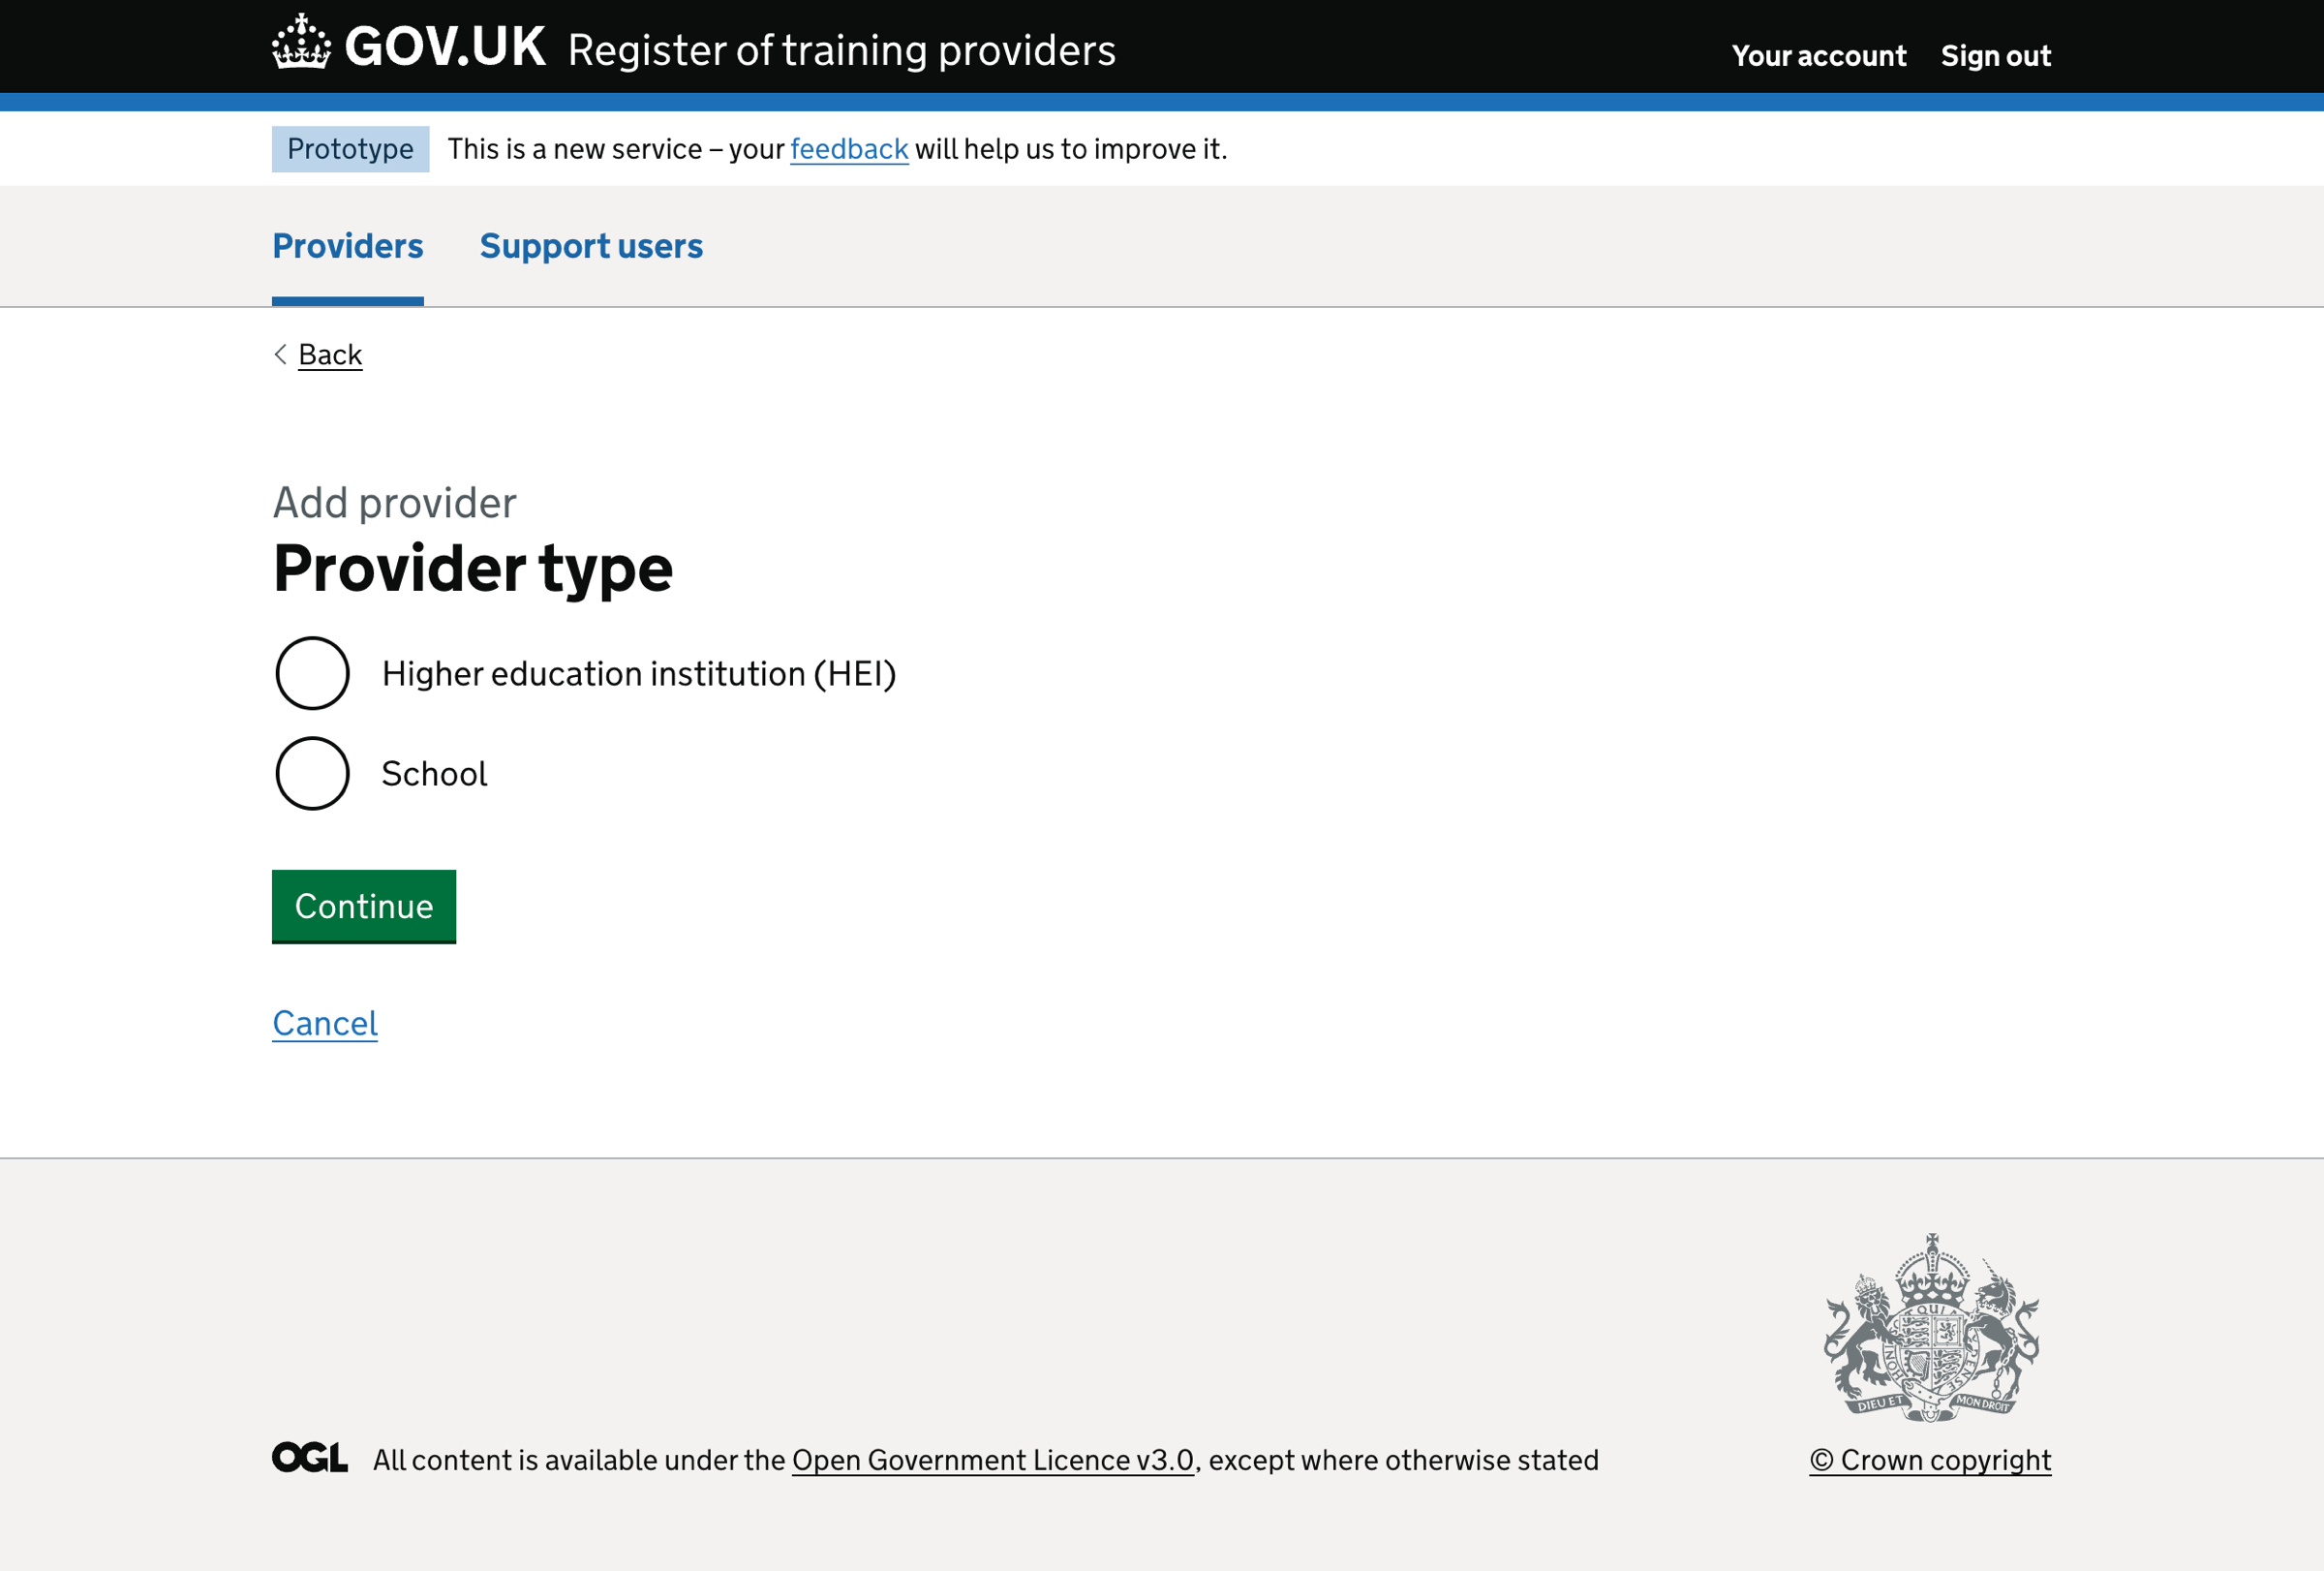 GOV.UK Register of training providers
Your account Sign out
Prototype This is a new service – your feedback will help us to improve it.
Providers Support users
Back
Add provider
Provider type
Higher education institution (HEI)
School
Continue
Cancel
DIEU ET MON DROIT
OGL All content is available under the Open Government Licence v3.0, except where otherwise stated
© Crown copyright